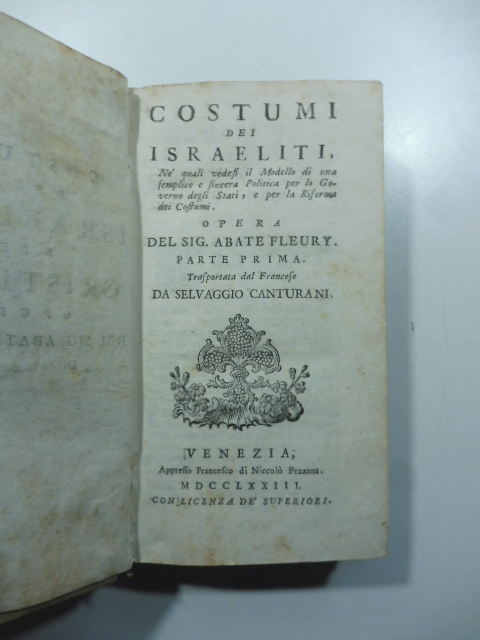 COSTUMI
DEI
ISRAELITI,
Ne' quali vedeſi il Modello di una
ſemplice e ſincera Politica per lo Go-
verno degli Stati, e per la Riforma
dei Coſtumi.
OPERA
DEL SIG. ABATE FLEURY.
PARTE PRIMA.
Traſportata dal Franceſe
DA SELVAGGIO CANTURANI.
VENEZIA,
Appreſſo Franceſco di Niccolò Pezzana.
MDCCLXXIII.
CON LICENZA DE' SUPERIORI.